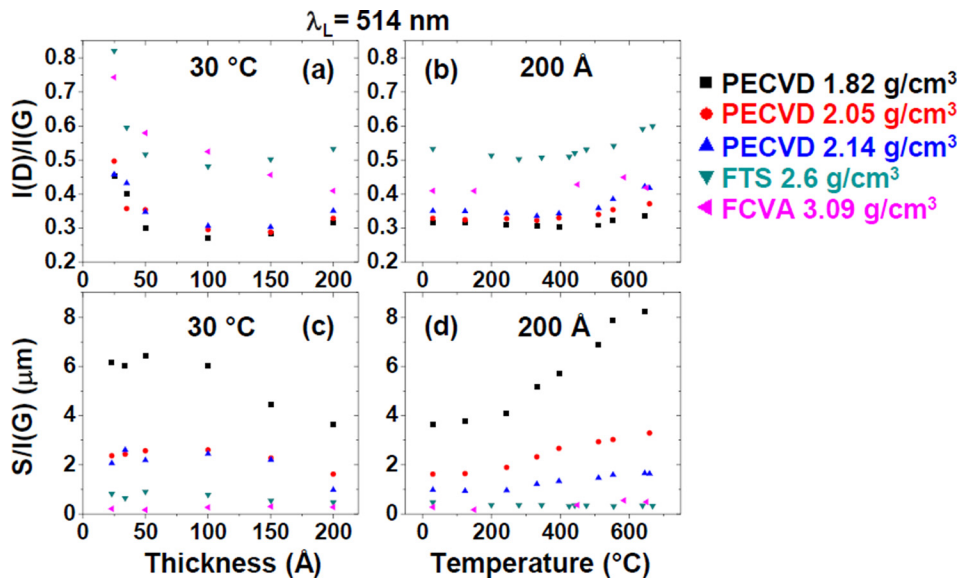 λL= 514 nm
30 °C (a)
200 Å
(b)
I(D)/I(G)
0.8
0.7
0.6
0.5
0.4
0.3
0.2
0 50 100 150 200
0.8
0.7
0.6
0.5
0.4
0.3
0.2
0 200 400 600
PECVD 1.82 g/cm³
PECVD 2.05 g/cm³
PECVD 2.14 g/cm³
FTS 2.6 g/cm³
FCVA 3.09 g/cm³
30 °C (c)
(d) 200 Å
S/I(G) (μm)
8
6
4
2
0
0 50 100 150 200
Thickness (Å)
8
6
4
2
0
0 200 400 600
Temperature (°C)